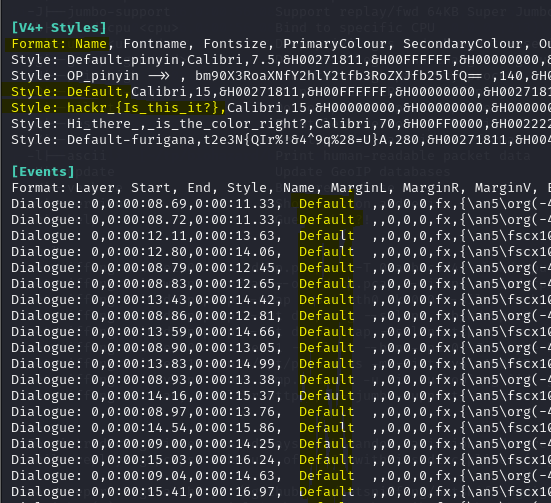 [V4+ Styles]
Format: Name, Fontname, Fontsize, PrimaryColour, SecondaryColour, Ou
Style: Default-pinyin,Calibri,7.5,&H00271811,&H00FFFFFF,&H00000000,&
Style: OP_pinyin —>> , bm90X3RoaXNfY2hlY2tfb3RoZXJfb25lfQ== ,140,&H0
Style: Default,Calibri,15,&H00271811,&H00FFFFFF,&H00000000,&H0027181
Style: hackr_{Is_this_it?},Calibri,15,&H00000000,&H00000000,&H000000
Style: Hi_there_,_is_the_color_right?,Calibri,70,&H00FF0000,&H002222
Style: Default-furigana,t2e3N{QIr%!&4^9q%28=U}A,280,&H00271811,&H004
[Events]
Format: Layer, Start, End, Style, Name, MarginL, MarginR, MarginV, E
Dialogue: 0,0:00:08.69,0:00:11.33, Default ,,0,0,0,fx,{\an5\org(-4
Dialogue: 0,0:00:08.72,0:00:11.33, Default ,,0,0,0,fx,{\an5\org(-4
Dialogue: 0,0:00:12.11,0:00:13.63, Default ,,0,0,0,fx,{\an5\fscx10
Dialogue: 0,0:00:12.80,0:00:14.06, Default ,,0,0,0,fx,{\an5\fscx10
Dialogue: 0,0:00:08.79,0:00:12.45, Default ,,0,0,0,fx,{\an5\org(-4
Dialogue: 0,0:00:08.83,0:00:12.65, Default ,,0,0,0,fx,{\an5\org(-4
Dialogue: 0,0:00:13.43,0:00:14.42, Default ,,0,0,0,fx,{\an5\fscx10
Dialogue: 0,0:00:08.86,0:00:12.81, Default ,,0,0,0,fx,{\an5\org(-4
Dialogue: 0,0:00:13.59,0:00:14.66, Default ,,0,0,0,fx,{\an5\fscx10
Dialogue: 0,0:00:08.90,0:00:13.05, Default ,,0,0,0,fx,{\an5\org(-4
Dialogue: 0,0:00:13.83,0:00:14.99, Default ,,0,0,0,fx,{\an5\fscx10
Dialogue: 0,0:00:08.93,0:00:13.38, Default ,,0,0,0,fx,{\an5\org(-4
Dialogue: 0,0:00:14.16,0:00:15.37, Default ,,0,0,0,fx,{\an5\fscx10
Dialogue: 0,0:00:08.97,0:00:13.76, Default ,,0,0,0,fx,{\an5\org(-4
Dialogue: 0,0:00:14.54,0:00:15.86, Default ,,0,0,0,fx,{\an5\fscx10
Dialogue: 0,0:00:09.00,0:00:14.25, Default ,,0,0,0,fx,{\an5\org(-4
Dialogue: 0,0:00:15.03,0:00:16.24, Default ,,0,0,0,fx,{\an5\fscx10
Dialogue: 0,0:00:09.04,0:00:14.63, Default ,,0,0,0,fx,{\an5\org(-4
Dialogue: 0,0:00:15.41,0:00:16.97, Default ,,0,0,0,fx,{\an5\fscx10